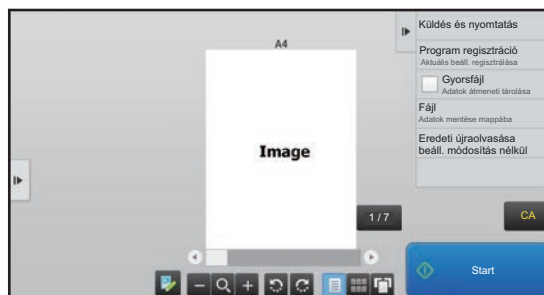 A4
Image
1 / 7
Küldés és nyomtatás
Program regisztráció
Aktuális beáll. regisztrálása
Gyorsfájl
Adatok átmeneti tárolása
Fájl
Adatok mentése mappába
Eredeti újraolvasása
beáll. módosítás nélkül
CA
Start